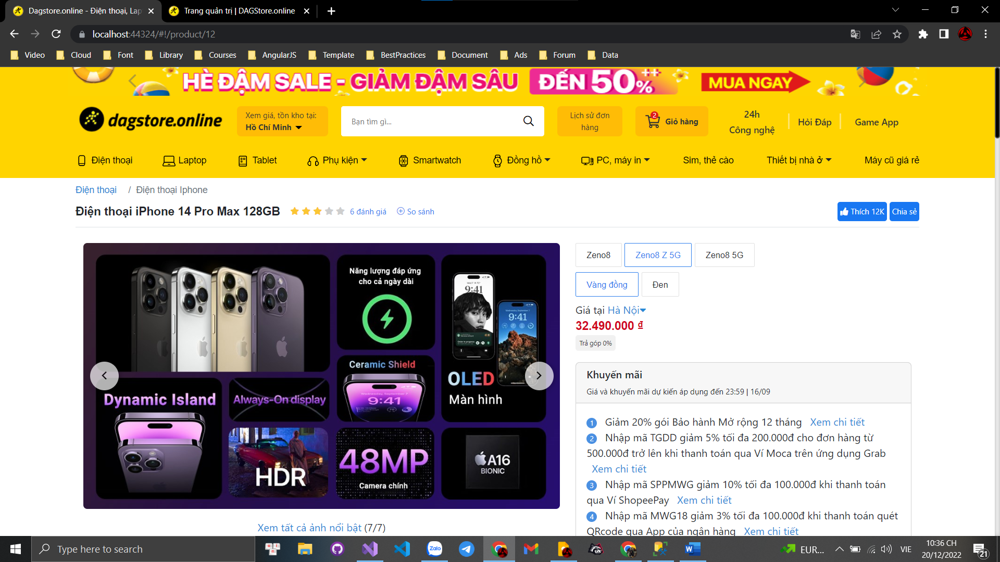 Dagstore.online - Điện thoại, Lap
Trang quản trị | DAGStore.online
localhost:44324/#!/product/12
Video
Cloud
Font
Library
Courses
AngularJS
Template
BestPractices
Document
Ads
Forum
Data
HÈ ĐẬM SALE - GIẢM ĐẬM SÂU ĐẾN 50%++ MUA NGAY
dagstore.online
Xem giá, tồn kho tại:
Hồ Chí Minh
Bạn tìm gì...
Lịch sử đơn
hàng
2
Giỏ hàng
24h
Công nghệ
Hỏi Đáp
Game App
Điện thoại
Laptop
Tablet
Phụ kiện
Smartwatch
Đồng hồ
PC, máy in
Sim, thẻ cào
Thiết bị nhà ở
Máy cũ giá rẻ
Điện thoại / Điện thoại Iphone
Điện thoại iPhone 14 Pro Max 128GB
6 đánh giá
So sánh
Thích 12K
Chia sẻ
Năng lượng đáp ứng
cho cả ngày dài
9:41
9:41
OLED
Màn hình
Ceramic Shield
9:41
Dynamic Island
Always-On display
HDR
48MP
Camera chính
A16
BIONIC
Xem tất cả ảnh nổi bật (7/7)
Zeno8
Zeno8 Z 5G
Zeno8 5G
Vàng đồng
Đen
Giá tại Hà Nội
32.490.000 ₫
Trả góp 0%
Khuyến mãi
Giá và khuyến mãi dự kiến áp dụng đến 23:59 | 16/09
1 Giảm 20% gói Bảo hành Mở rộng 12 tháng Xem chi tiết
2 Nhập mã TGDD giảm 5% tối đa 200.000đ cho đơn hàng từ
500.000đ trở lên khi thanh toán qua Ví Moca trên ứng dụng Grab
Xem chi tiết
3 Nhập mã SPPMWG giảm 10% tối đa 100.000đ khi thanh toán
qua Ví ShopeePay Xem chi tiết
4 Nhập mã MWG18 giảm 3% tối đa 100.000đ khi thanh toán quét
QRcode qua App của ngân hàng Xem chi tiết
Type here to search
Zalo
EUR...
VIE
10:36 CH
20/12/2022
21